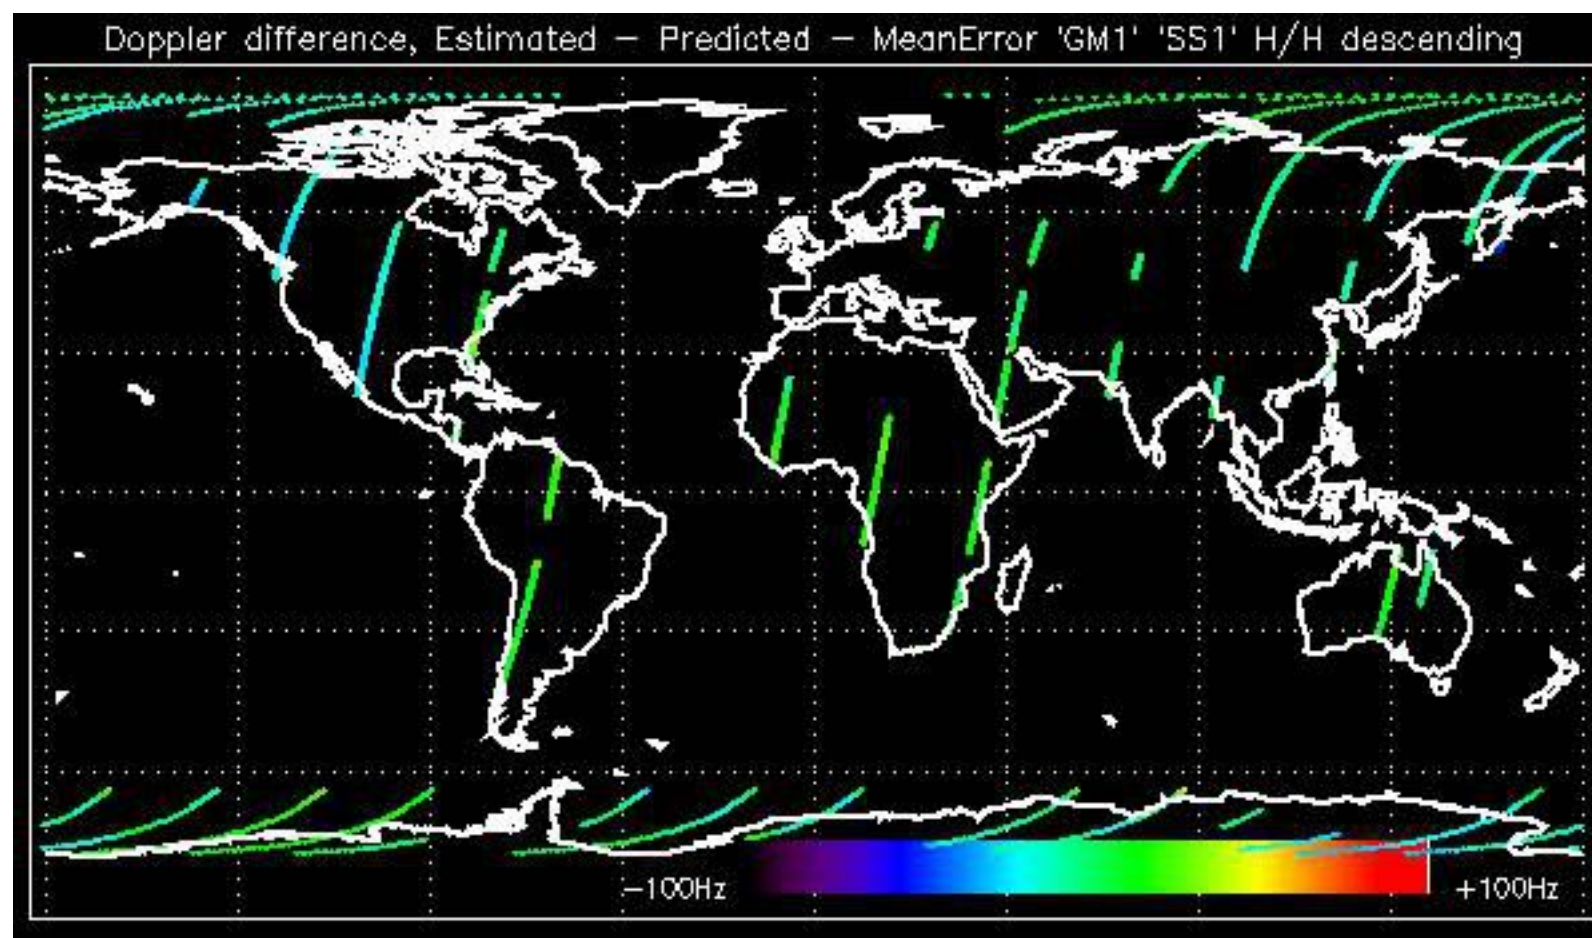 Doppler difference, Estimated – Predicted – MeanError 'GM1' 'SS1' H/H descending
–100Hz +100Hz